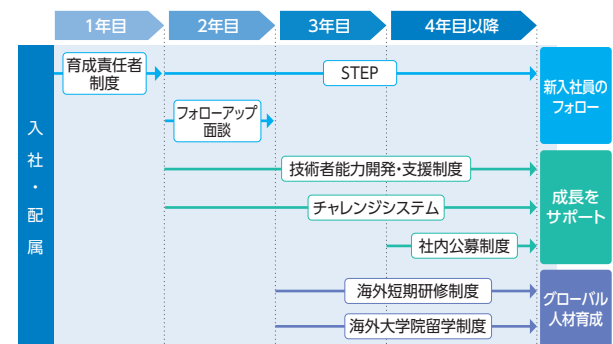 1年目
2年目
3年目
4年目以降
入社・配属
育成責任者
制度
STEP
新入社員の
フォロー
フォローアップ
面談
技術者能力開発・支援制度
チャレンジシステム
成長を
サポート
社内公募制度
海外短期研修制度
グローバル
人材育成
海外大学院留学制度